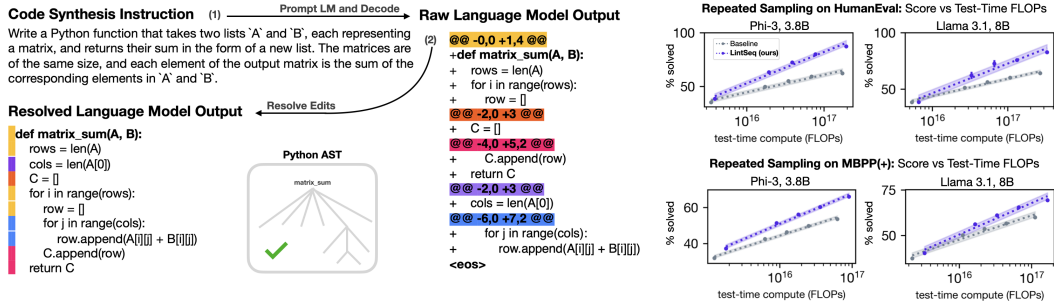 Code Synthesis Instruction
(1)
Prompt LM and Decode
Write a Python function that takes two lists `A` and `B`, each representing
a matrix, and returns their sum in the form of a new list. The matrices are
of the same size, and each element of the output matrix is the sum of the
corresponding elements in `A` and `B`.
Raw Language Model Output
(2)
@@ -0,0 +1,4 @@
+def matrix_sum(A, B):
+ rows = len(A)
+ for i in range(rows):
+ row = []
@@ -2,0 +3 @@
+ C = []
@@ -4,0 +5,2 @@
+ C.append(row)
+ return C
@@ -2,0 +3 @@
+ cols = len(A[0])
@@ -6,0 +7,2 @@
+ for j in range(cols):
+ row.append(A[i][j] + B[i][j])
<eos>
Resolve Edits
Resolved Language Model Output
def matrix_sum(A, B):
rows = len(A)
cols = len(A[0])
C = []
for i in range(rows):
row = []
for j in range(cols):
row.append(A[i][j] + B[i][j])
C.append(row)
return C
Python AST
matrix_sum
Repeated Sampling on HumanEval: Score vs Test-Time FLOPs
Phi-3, 3.8B
% solved
100
50
Baseline
LintSeq (ours)
10^16
10^17
test-time compute (FLOPs)
Llama 3.1, 8B
% solved
100
50
10^16
10^17
test-time compute (FLOPs)
Repeated Sampling on MBPP(+): Score vs Test-Time FLOPs
Phi-3, 3.8B
% solved
60
40
10^16
10^17
test-time compute (FLOPs)
Llama 3.1, 8B
% solved
75
50
10^16
10^17
test-time compute (FLOPs)